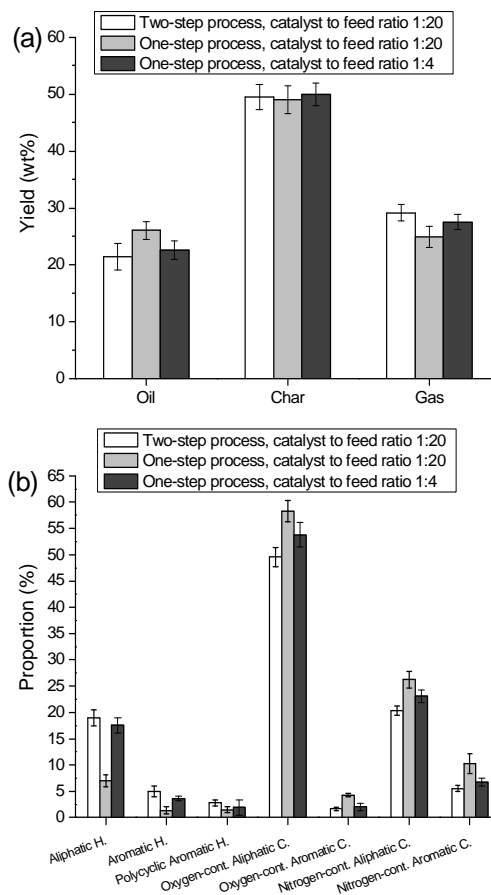 (a)
Two-step process, catalyst to feed ratio 1:20
One-step process, catalyst to feed ratio 1:20
One-step process, catalyst to feed ratio 1:4
60
50
40
30
20
10
0
Yield (wt%)
Oil Char Gas
(b)
Two-step process, catalyst to feed ratio 1:20
One-step process, catalyst to feed ratio 1:20
One-step process, catalyst to feed ratio 1:4
65
60
55
50
45
40
35
30
25
20
15
10
5
0
Proportion (%)
Aliphatic H.
Aromatic H.
Polycyclic Aromatic H.
Oxygen-cont. Aliphatic C.
Oxygen-cont. Aromatic C.
Nitrogen-cont. Aliphatic C.
Nitrogen-cont. Aromatic C.